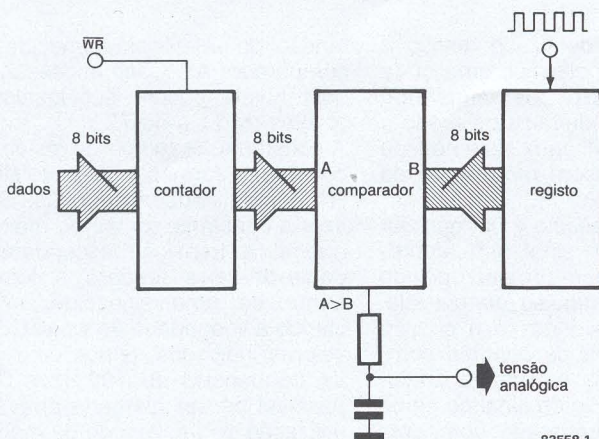 WR
8 bits
8 bits
8 bits
dados
contador
A
comparador
B
registo
A>B
tensão
analógica
83558-1